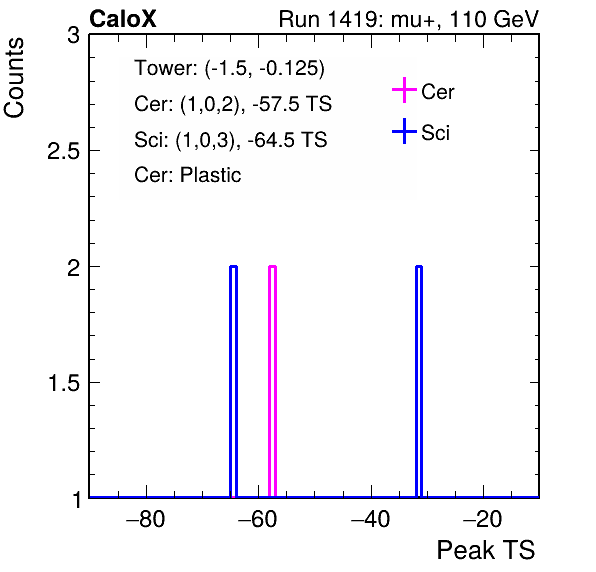 CaloX Run 1419: mu+, 110 GeV
Counts
3
2.5
2
1.5
1
Tower: (-1.5, -0.125)
Cer: (1,0,2), -57.5 TS
Sci: (1,0,3), -64.5 TS
Cer: Plastic
Cer
Sci
−80 −60 −40 −20
Peak TS